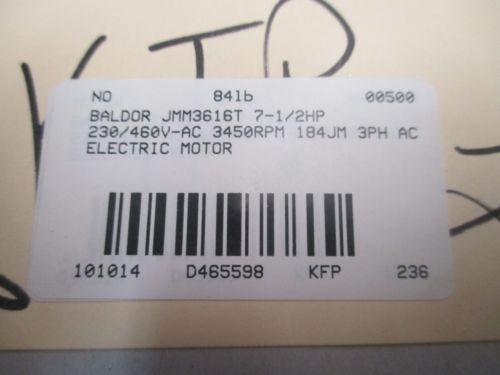 NO 84lb 00500
BALDOR JMM3616T 7-1/2HP
230/460V-AC 3450RPM 184JM 3PH AC
ELECTRIC MOTOR
101014 D465598 KFP 236